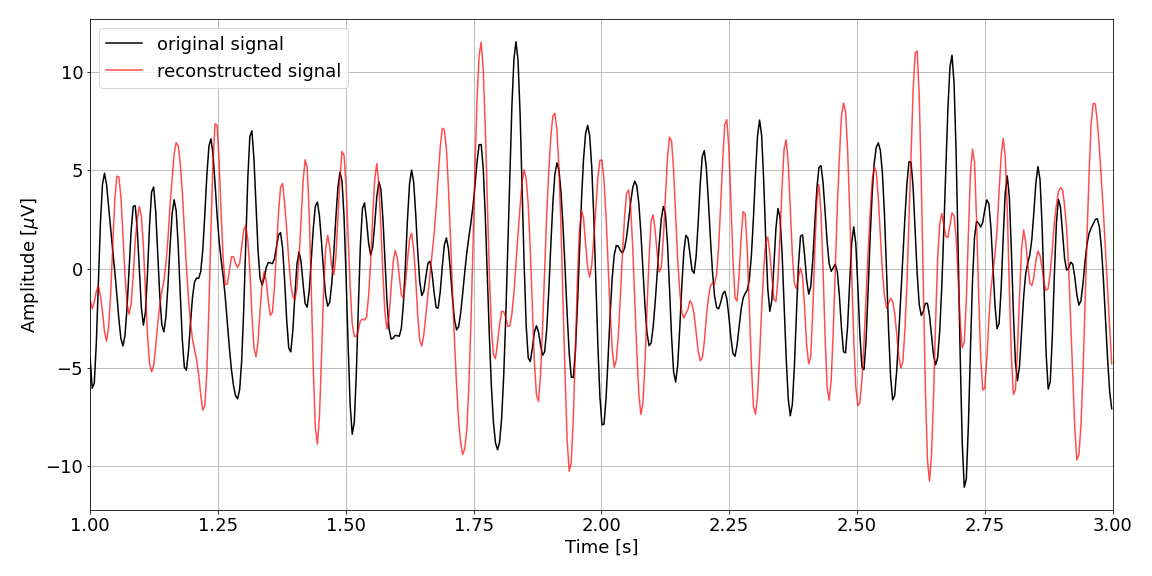 original signal
reconstructed signal
Amplitude [μV]
10
5
0
−5
−10
1.00 1.25 1.50 1.75 2.00 2.25 2.50 2.75 3.00
Time [s]